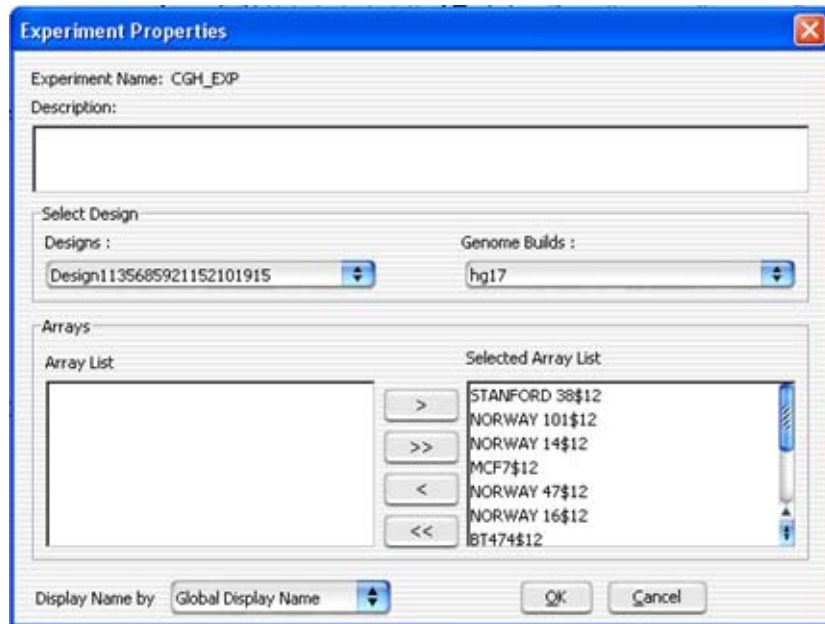 Experiment Properties
Experiment Name: CGH_EXP
Description:
Select Design
Designs :
Genome Builds :
Design1135685921152101915
hg17
Arrays
Array List
Selected Array List
>
>>
<
<<
STANFORD 38$12
NORWAY 101$12
NORWAY 14$12
MCF7$12
NORWAY 47$12
NORWAY 16$12
BT474$12
Display Name by
Global Display Name
OK
Cancel